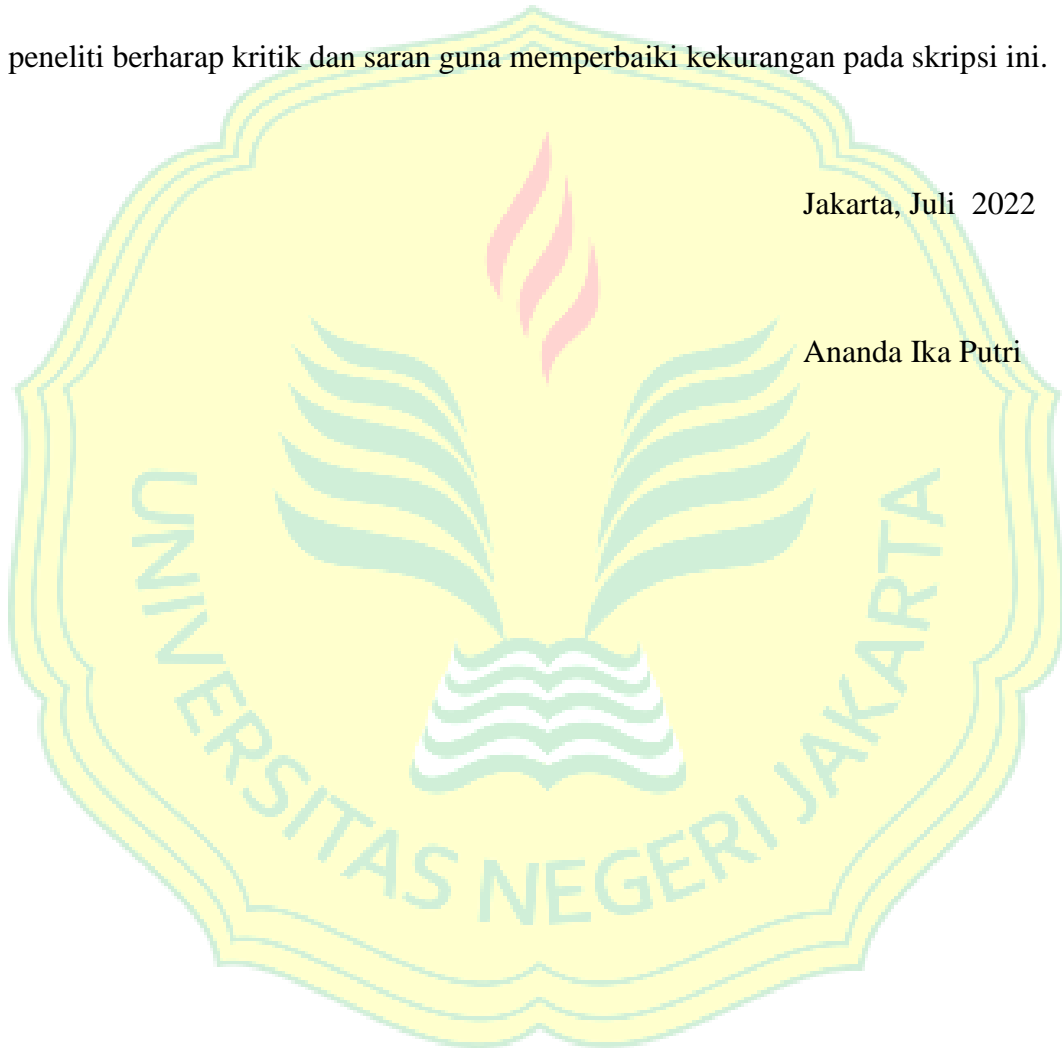 peneliti berharap kritik dan saran guna memperbaiki kekurangan pada skripsi ini.
Jakarta, Juli  2022
Ananda Ika Putri
UNIVERSITAS NEGERI JAKARTA